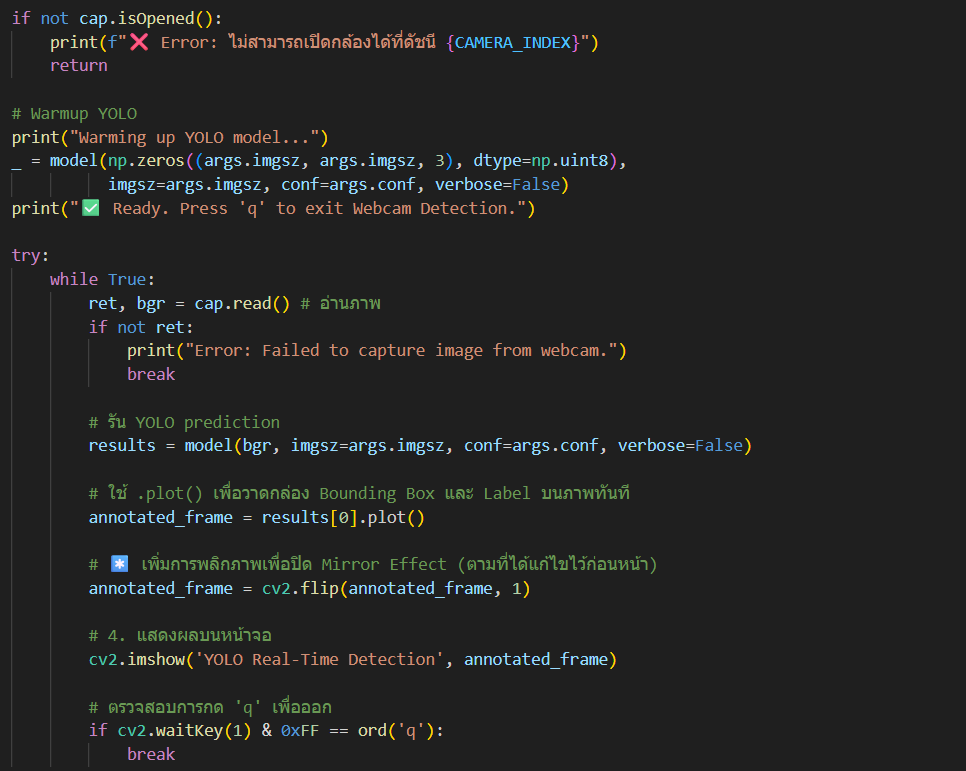 if not cap.isOpened():
    print(f"❌ Error: ไม่สามารถเปิดกล้องได้ที่ดัชนี {CAMERA_INDEX}")
    return

# Warmup YOLO
print("Warming up YOLO model...")
_ = model(np.zeros((args.imgsz, args.imgsz, 3), dtype=np.uint8),
          imgsz=args.imgsz, conf=args.conf, verbose=False)
print("✅ Ready. Press 'q' to exit Webcam Detection.")

try:
    while True:
        ret, bgr = cap.read() # อ่านภาพ
        if not ret:
            print("Error: Failed to capture image from webcam.")
            break

        # รัน YOLO prediction
        results = model(bgr, imgsz=args.imgsz, conf=args.conf, verbose=False)

        # ใช้ .plot() เพื่อวาดกล่อง Bounding Box และ Label บนภาพทันที
        annotated_frame = results[0].plot()

        # *️⃣ เพิ่มการพลิกภาพเพื่อปิด Mirror Effect (ตามที่ได้แก้ไขไว้ก่อนหน้า)
        annotated_frame = cv2.flip(annotated_frame, 1)

        # 4. แสดงผลบนหน้าจอ
        cv2.imshow('YOLO Real-Time Detection', annotated_frame)

        # ตรวจสอบการกด 'q' เพื่อออก
        if cv2.waitKey(1) & 0xFF == ord('q'):
            break